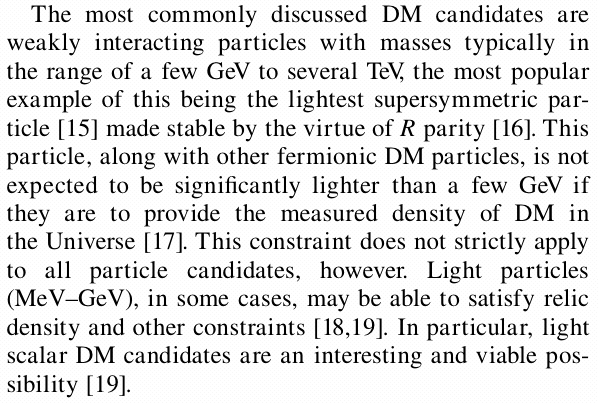 The most commonly discussed DM candidates are
weakly interacting particles with masses typically in
the range of a few GeV to several TeV, the most popular
example of this being the lightest supersymmetric par-
ticle [15] made stable by the virtue of R parity [16]. This
particle, along with other fermionic DM particles, is not
expected to be significantly lighter than a few GeV if
they are to provide the measured density of DM in
the Universe [17]. This constraint does not strictly apply
to all particle candidates, however. Light particles
(MeV–GeV), in some cases, may be able to satisfy relic
density and other constraints [18,19]. In particular, light
scalar DM candidates are an interesting and viable pos-
sibility [19].